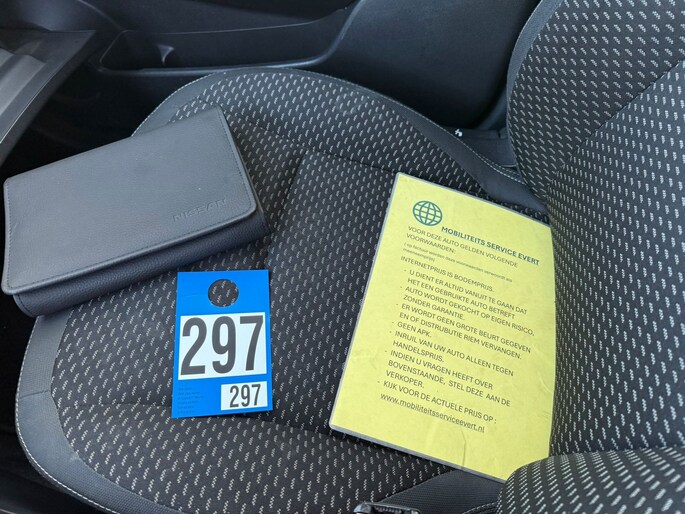 NISSAN
297
297
MOBILITEITS SERVICE EVERT
VOOR DEZE AUTO GELDEN VOLGENDE
VOORWAARDEN:
INTERNETPRIJS IS BODEMPRIJS.
- U DIENT ER ALTIJD VANUIT TE GAAN DAT
HET EEN GEBRUIKTE AUTO BETREFT
- AUTO WORDT GEKOCHT OP EIGEN RISICO,
ZONDER GARANTIE.
- ER WORDT GEEN GROTE BEURT GEGEVEN
EN OF DISTRUBUTIE RIEM VERVANGEN.
- GEEN APK.
- INRUIL VAN UW AUTO ALLEEN TEGEN
HANDELSPRIJS.
- INDIEN U VRAGEN HEEFT OVER
BOVENSTAANDE, STEL DEZE AAN DE
VERKOPER.
- KIJK VOOR DE ACTUELE PRIJS OP :
www.mobiliteitsserviceevert.nl